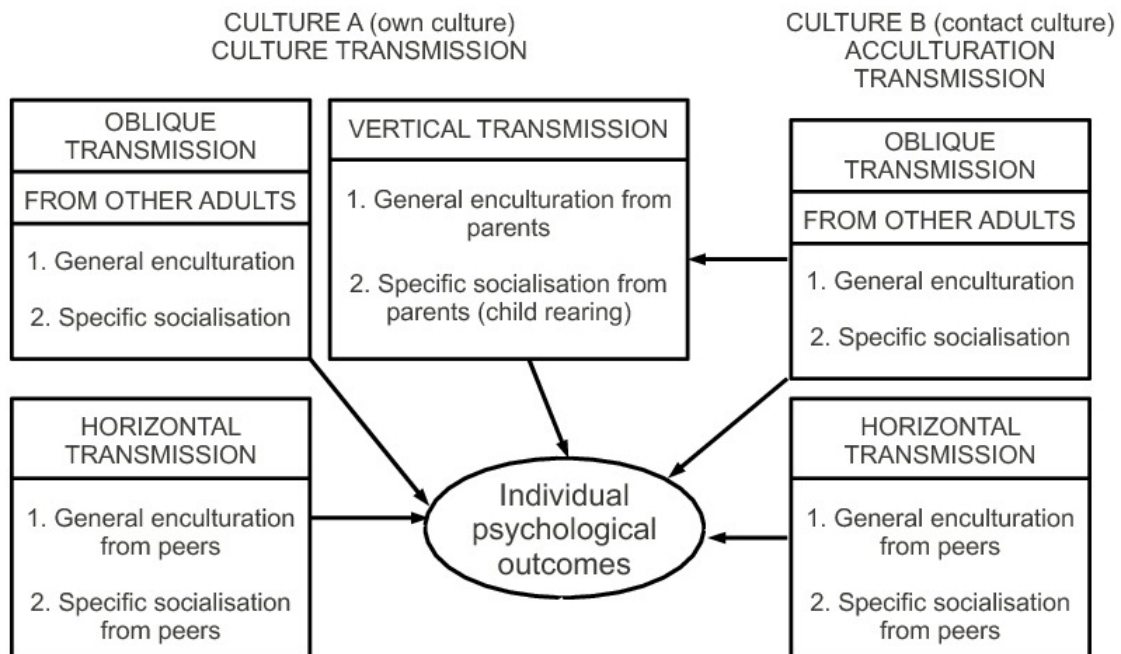 CULTURE A (own culture)
CULTURE TRANSMISSION
CULTURE B (contact culture)
ACCULTURATION
TRANSMISSION
OBLIQUE
TRANSMISSION
FROM OTHER ADULTS
1. General enculturation
2. Specific socialisation
VERTICAL TRANSMISSION
1. General enculturation from
parents
2. Specific socialisation from
parents (child rearing)
OBLIQUE
TRANSMISSION
FROM OTHER ADULTS
1. General enculturation
2. Specific socialisation
HORIZONTAL
TRANSMISSION
1. General enculturation
from peers
2. Specific socialisation
from peers
Individual
psychological
outcomes
HORIZONTAL
TRANSMISSION
1. General enculturation
from peers
2. Specific socialisation
from peers